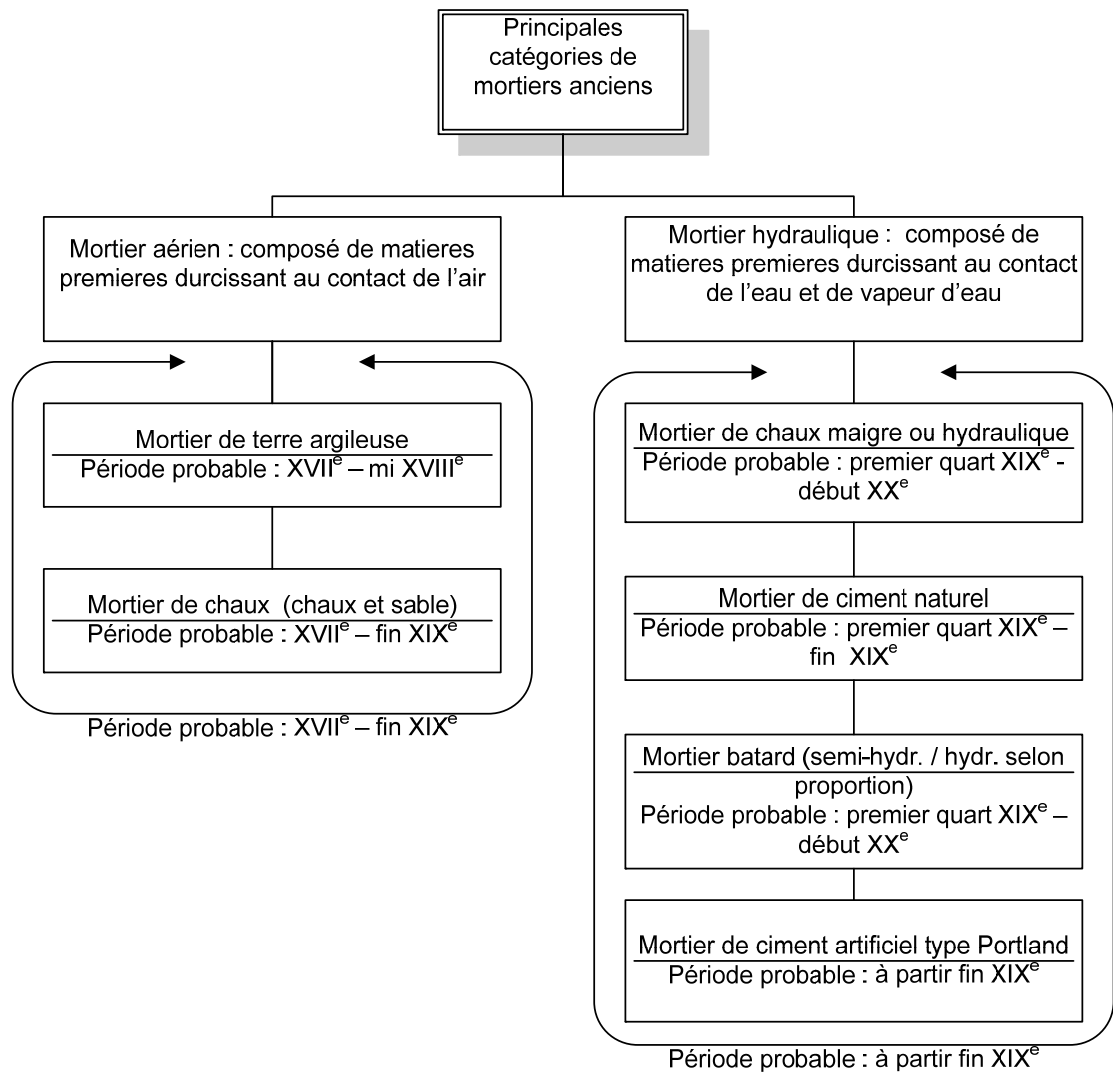 Principales
catégories de
mortiers anciens
Mortier aérien : composé de matieres
premieres durcissant au contact de l'air
Mortier de terre argileuse
Période probable : XVIIe – mi XVIIIe
Mortier de chaux (chaux et sable)
Période probable : XVIIe – fin XIXe
Période probable : XVIIe – fin XIXe
Mortier hydraulique : composé de
matieres premieres durcissant au contact
de l'eau et de vapeur d'eau
Mortier de chaux maigre ou hydraulique
Période probable : premier quart XIXe -
début XXe
Mortier de ciment naturel
Période probable : premier quart XIXe –
fin XIXe
Mortier batard (semi-hydr. / hydr. selon
proportion)
Période probable : premier quart XIXe –
début XXe
Mortier de ciment artificiel type Portland
Période probable : à partir fin XIXe
Période probable : à partir fin XIXe